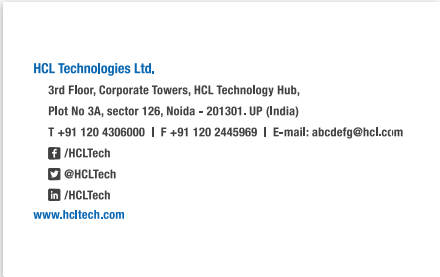 HCL Technologies Ltd.
3rd Floor, Corporate Towers, HCL Technology Hub,
Plot No 3A, sector 126, Noida - 201301. UP (India)
T +91 120 4306000 | F +91 120 2445969 | E-mail: abcdefg@hcl.com
/HCLTech
@HCLTech
/HCLTech
www.hcltech.com